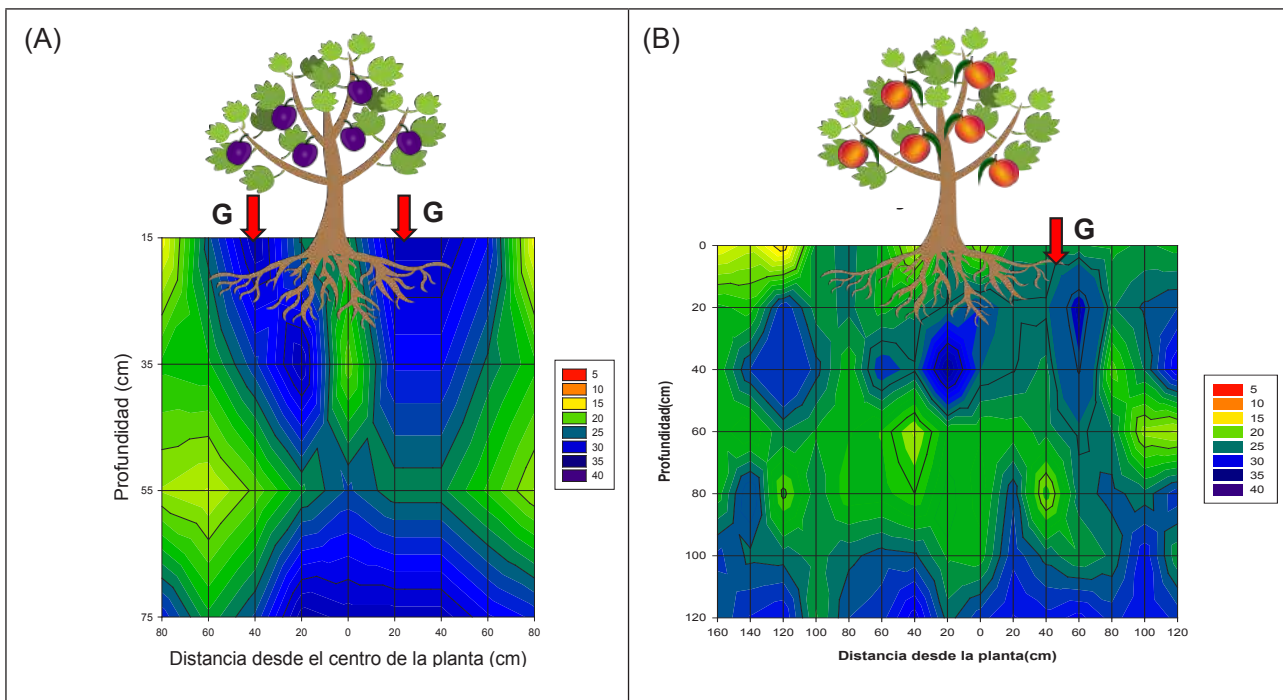 (A)
G
G
15
35
55
75
Profundidad (cm)
80 60 40 20 0 20 40 60 80
Distancia desde el centro de la planta (cm)
5
10
15
20
25
30
35
40
(B)
G
0
20
40
60
80
100
120
Profundidad(cm)
160 140 120 100 80 60 40 20 0 20 40 60 80 100 120
Distancia desde la planta(cm)
5
10
15
20
25
30
35
40